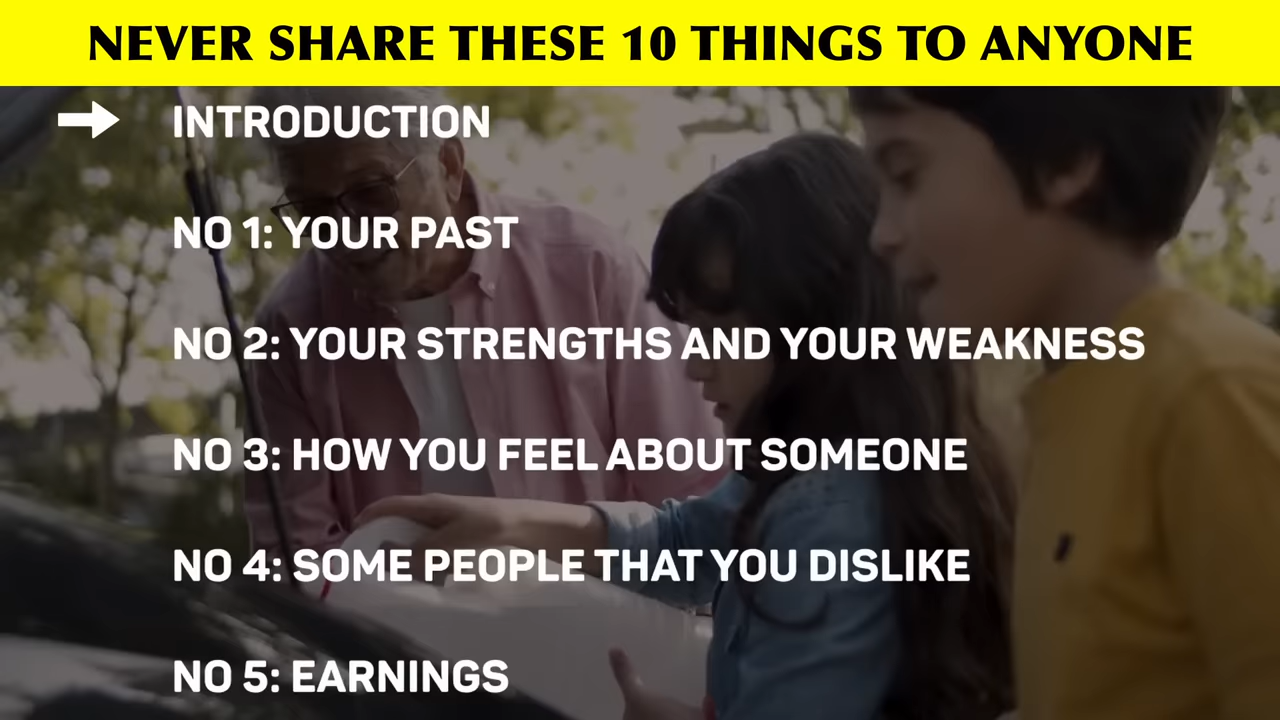 NEVER SHARE THESE 10 THINGS TO ANYONE
INTRODUCTION
NO 1: YOUR PAST
NO 2: YOUR STRENGTHS AND YOUR WEAKNESS
NO 3: HOW YOU FEEL ABOUT SOMEONE
NO 4: SOME PEOPLE THAT YOU DISLIKE
NO 5: EARNINGS